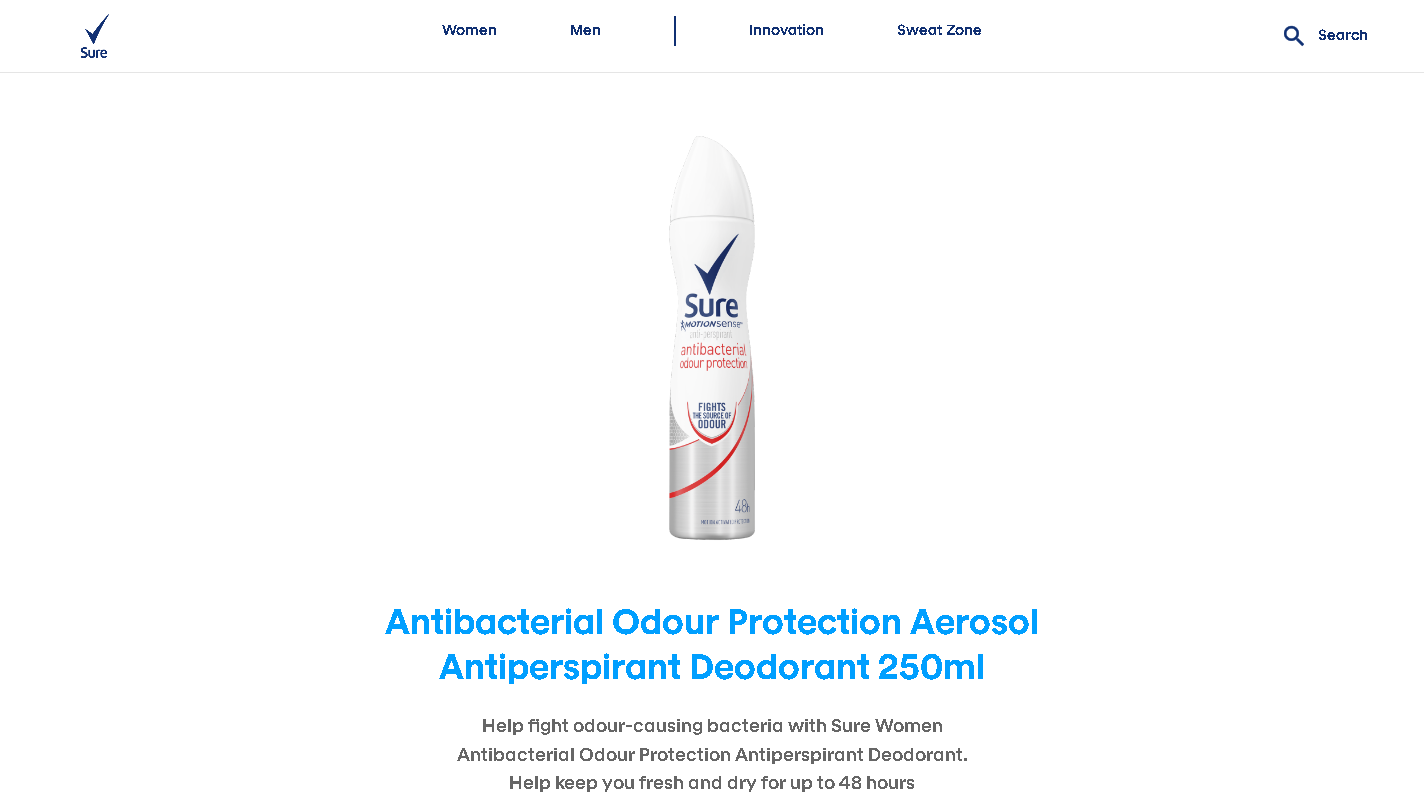 Sure
Women
Men
Innovation
Sweat Zone
Search
Sure
MOTIONSENSE
anti-perspirant
antibacterial
odour protection
FIGHTS
THE SOURCE OF
ODOUR
48h
Antibacterial Odour Protection Aerosol
Antiperspirant Deodorant 250ml
Help fight odour-causing bacteria with Sure Women
Antibacterial Odour Protection Antiperspirant Deodorant.
Help keep you fresh and dry for up to 48 hours